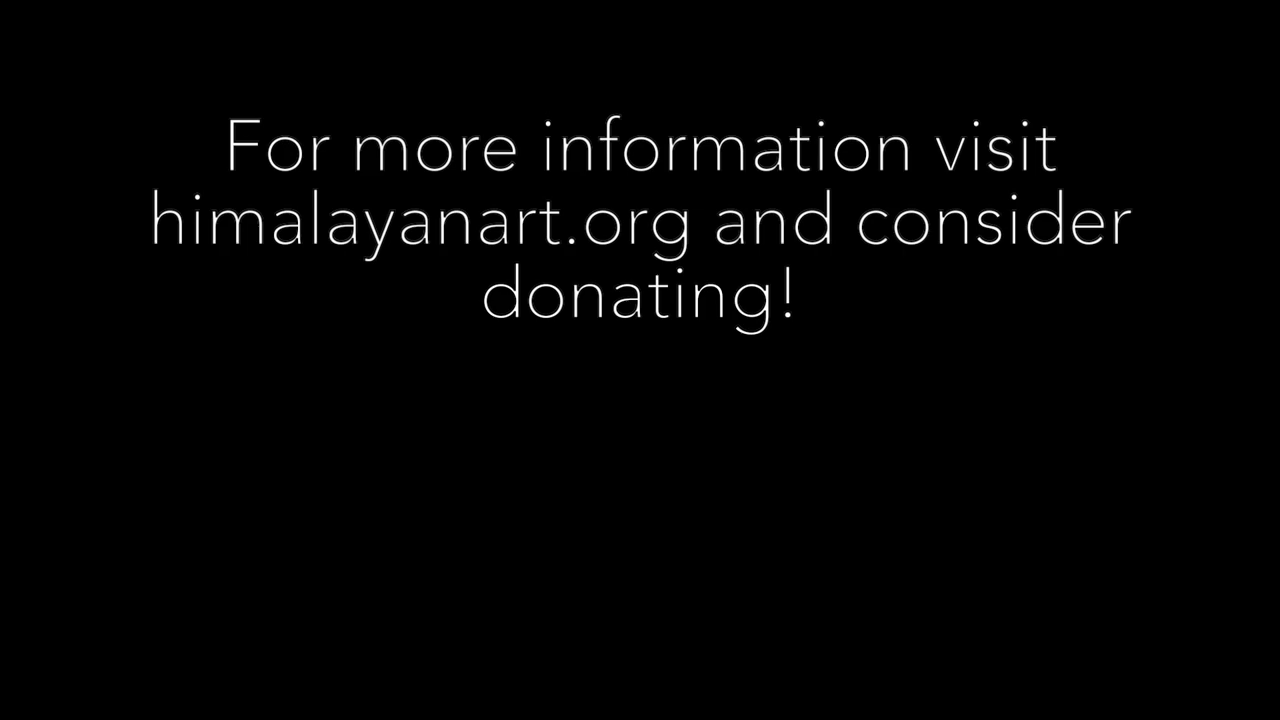 For more information visit
himalayanart.org and consider
donating!